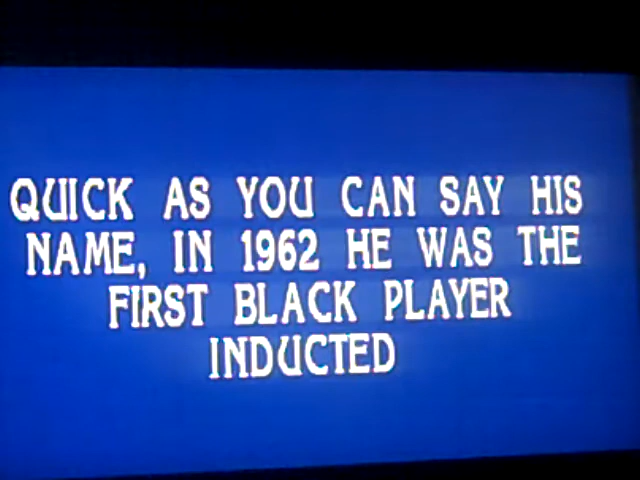 QUICK AS YOU CAN SAY HIS
NAME, IN 1962 HE WAS THE
FIRST BLACK PLAYER
INDUCTED